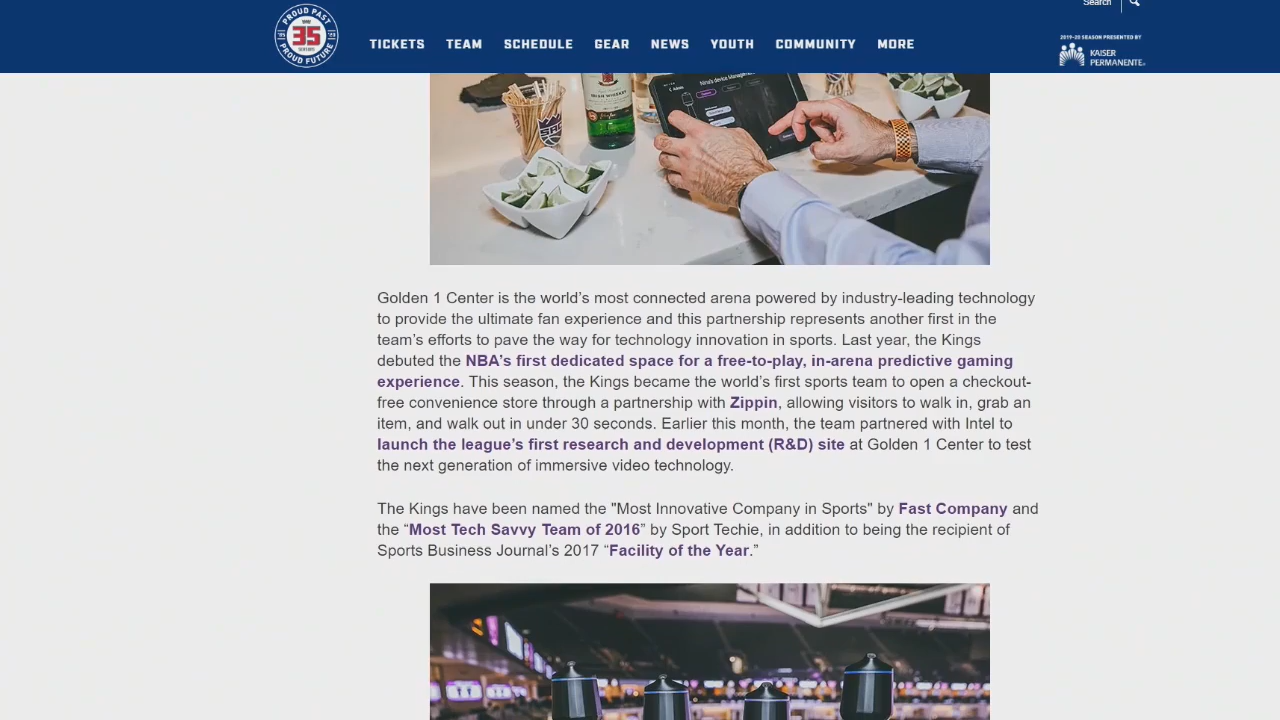 Search
PROUD PAST
35
PROUD FUTURE
TICKETS TEAM SCHEDULE GEAR NEWS YOUTH COMMUNITY MORE
2019-20 SEASON PRESENTED BY
KAISER
PERMANENTE
Golden 1 Center is the world’s most connected arena powered by industry-leading technology
to provide the ultimate fan experience and this partnership represents another first in the
team’s efforts to pave the way for technology innovation in sports. Last year, the Kings
debuted the NBA’s first dedicated space for a free-to-play, in-arena predictive gaming
experience. This season, the Kings became the world’s first sports team to open a checkout-
free convenience store through a partnership with Zippin, allowing visitors to walk in, grab an
item, and walk out in under 30 seconds. Earlier this month, the team partnered with Intel to
launch the league’s first research and development (R&D) site at Golden 1 Center to test
the next generation of immersive video technology.
The Kings have been named the "Most Innovative Company in Sports" by Fast Company and
the “Most Tech Savvy Team of 2016” by Sport Techie, in addition to being the recipient of
Sports Business Journal’s 2017 “Facility of the Year.”